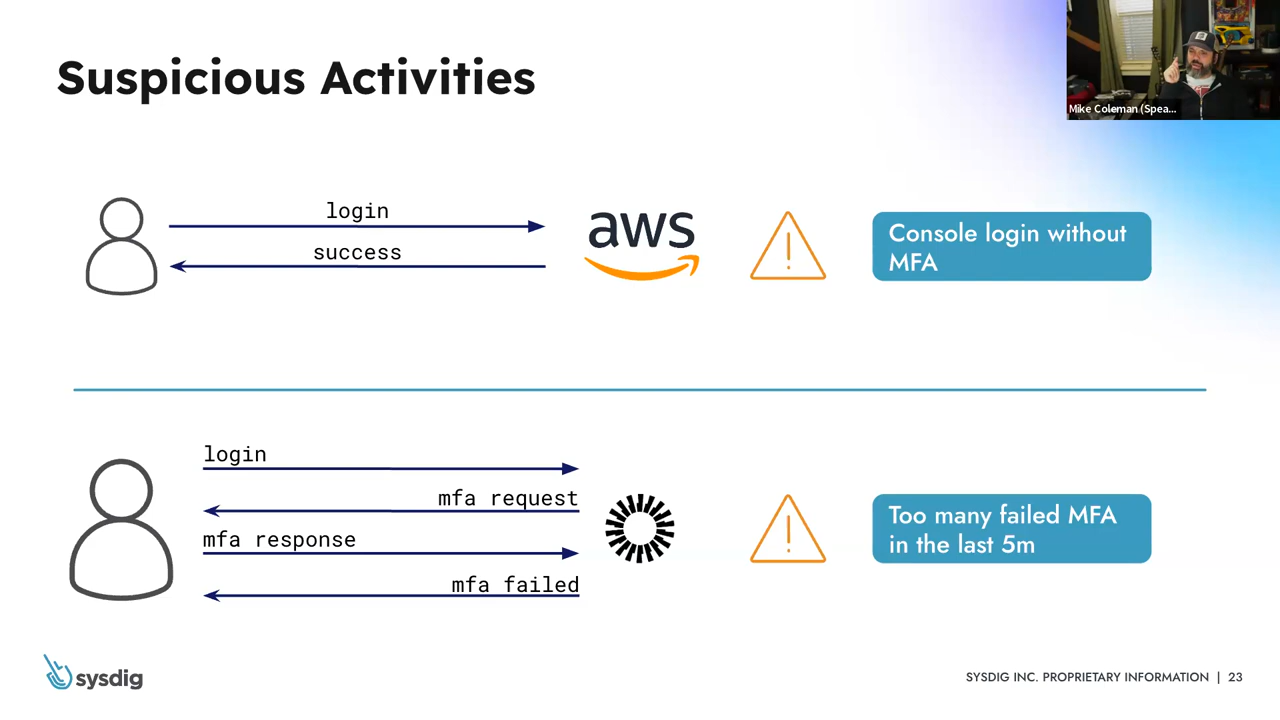 Suspicious Activities
Mike Coleman (Spea...
login
success
aws
Console login without
MFA
login
mfa request
mfa response
mfa failed
Too many failed MFA
in the last 5m
sysdig
SYSDIG INC. PROPRIETARY INFORMATION | 23